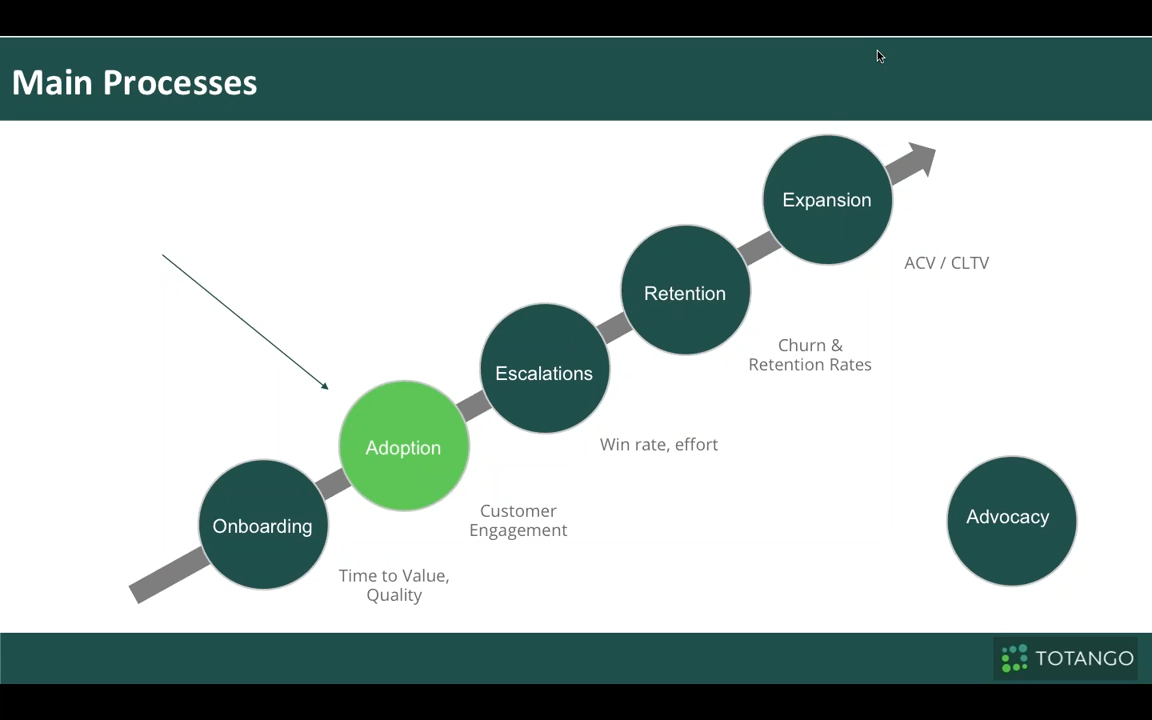 Main Processes
Expansion
ACV / CLTV
Retention
Churn &
Retention Rates
Escalations
Win rate, effort
Adoption
Customer
Engagement
Onboarding
Time to Value,
Quality
Advocacy
TOTANGO